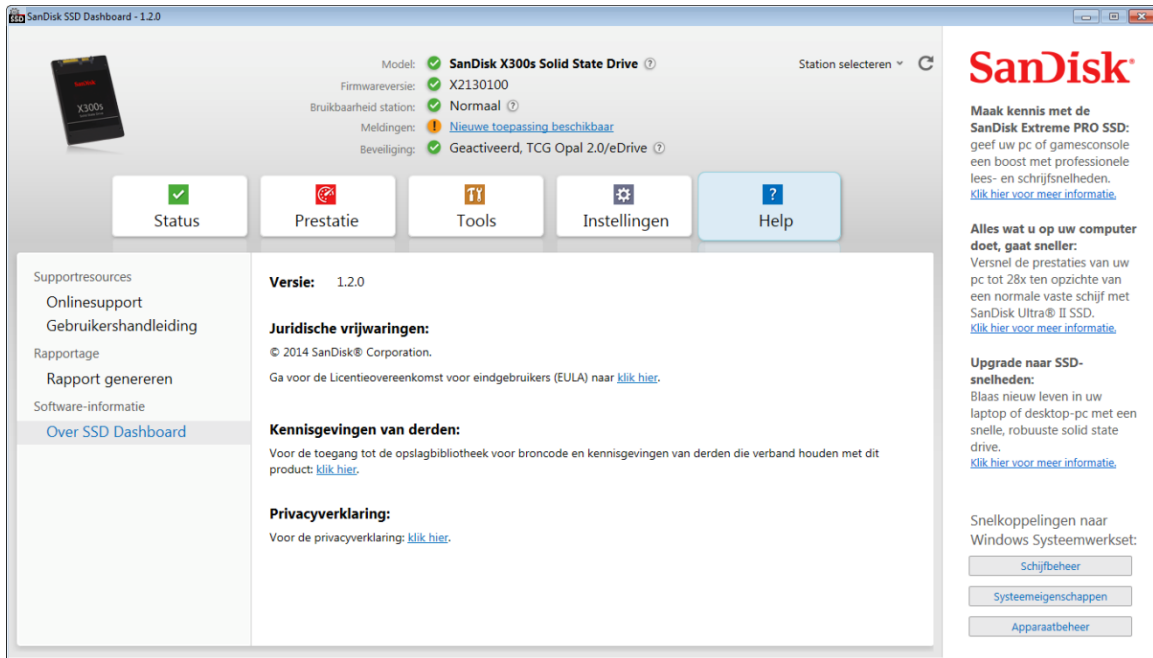 SanDisk SSD Dashboard - 1.2.0
SanDisk
X300s
Model: SanDisk X300s Solid State Drive ?
Firmwareversie: X2130100
Bruikbaarheid station: Normaal ?
Meldingen: ! Nieuwe toepassing beschikbaar
Beveiliging: Geactiveerd, TCG Opal 2.0/eDrive ?
Station selecteren
Status
Prestatie
Tools
Instellingen
?
Help
Supportresources
Onlinesupport
Gebruikershandleiding
Rapportage
Rapport genereren
Software-informatie
Over SSD Dashboard
Versie: 1.2.0
Juridische vrijwaringen:
© 2014 SanDisk® Corporation.
Ga voor de Licentieovereenkomst voor eindgebruikers (EULA) naar klik hier.
Kennisgevingen van derden:
Voor de toegang tot de opslagbibliotheek voor broncode en kennisgevingen van derden die verband houden met dit
product: klik hier.
Privacyverklaring:
Voor de privacyverklaring: klik hier.
SanDisk®
Maak kennis met de
SanDisk Extreme PRO SSD:
geef uw pc of gamesconsole
een boost met professionele
lees- en schrijfsnelheden.
Klik hier voor meer informatie.
Alles wat u op uw computer
doet, gaat sneller:
Versnel de prestaties van uw
pc tot 28x ten opzichte van
een normale vaste schijf met
SanDisk Ultra® II SSD.
Klik hier voor meer informatie.
Upgrade naar SSD-
snelheden:
Blaas nieuw leven in uw
laptop of desktop-pc met een
snelle, robuuste solid state
drive.
Klik hier voor meer informatie.
Snelkoppelingen naar
Windows Systeemwerkset:
Schijfbeheer
Systeemeigenschappen
Apparaatbeheer